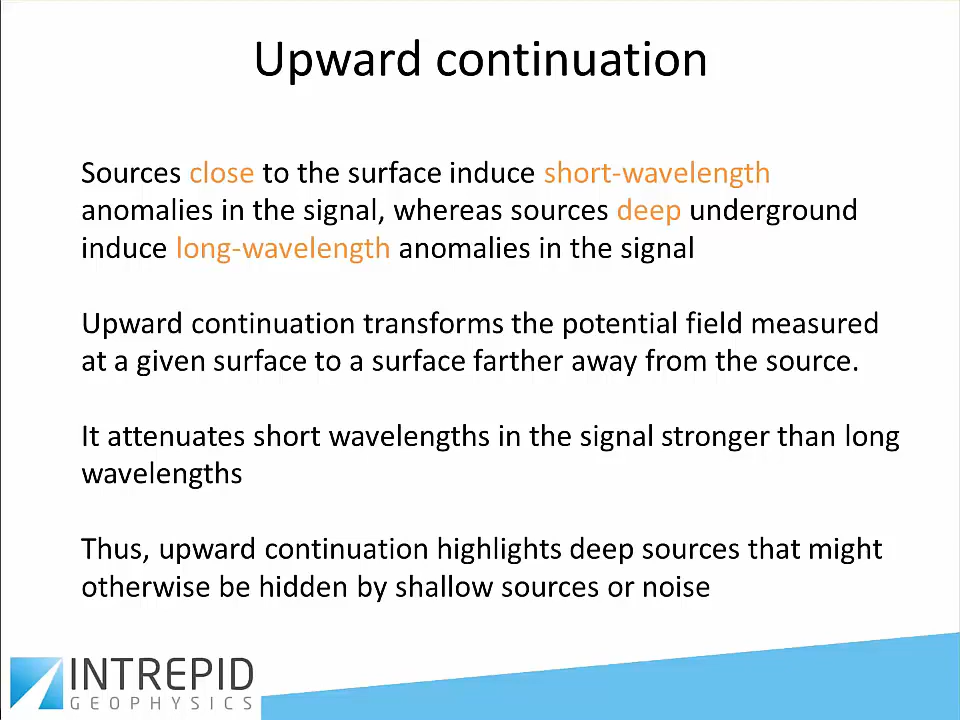 Upward continuation
Sources close to the surface induce short-wavelength
anomalies in the signal, whereas sources deep underground
induce long-wavelength anomalies in the signal
Upward continuation transforms the potential field measured
at a given surface to a surface farther away from the source.
It attenuates short wavelengths in the signal stronger than long
wavelengths
Thus, upward continuation highlights deep sources that might
otherwise be hidden by shallow sources or noise
INTREPID
GEOPHYSICS